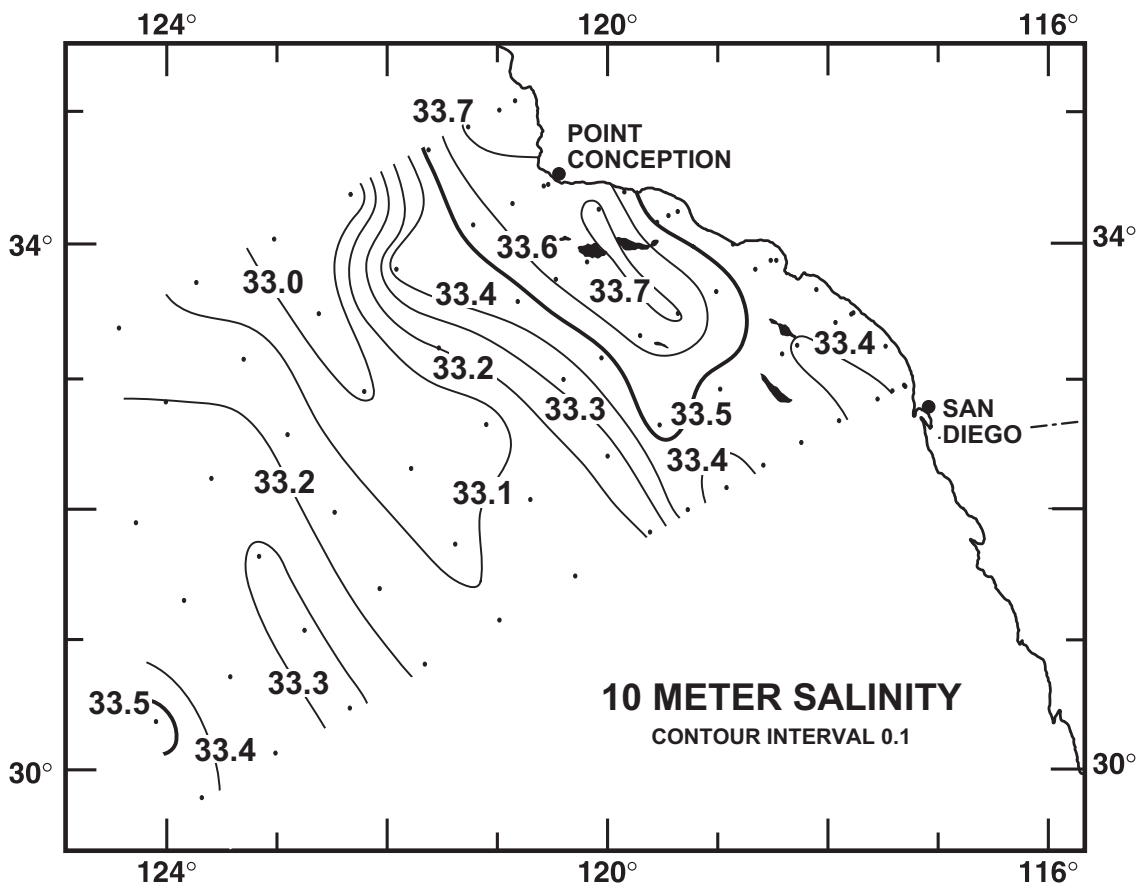 124° 120° 116°
33.7
POINT
CONCEPTION
34° 33.6 34°
33.0 33.4 33.7
33.4
33.2
33.3 33.5 SAN
DIEGO
33.4
33.2 33.1
33.3 10 METER SALINITY
33.5
CONTOUR INTERVAL 0.1
33.4
30° 30°
124° 120° 116°